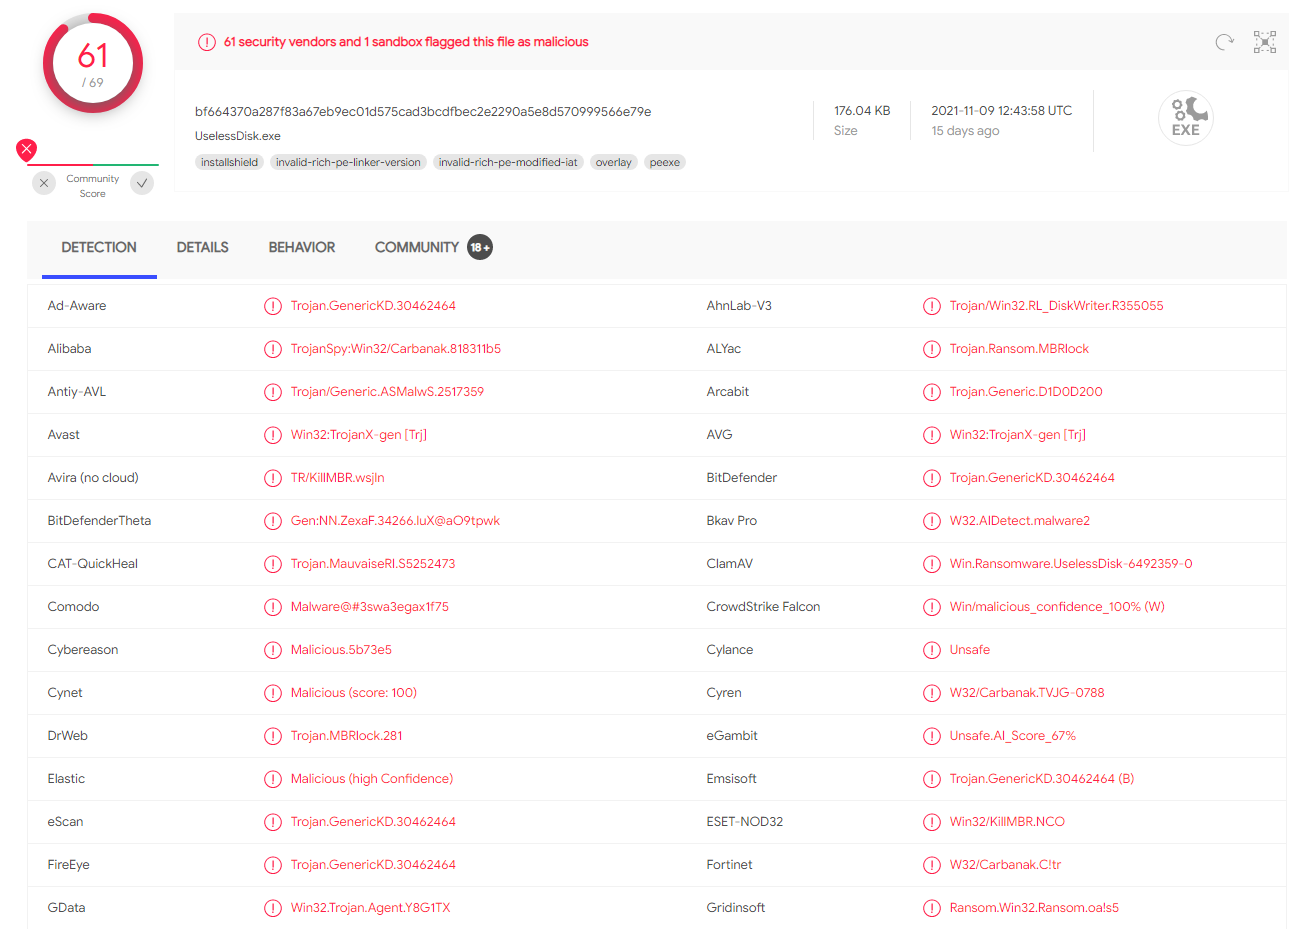 61
/ 69
61 security vendors and 1 sandbox flagged this file as malicious
bf664370a287f83a67eb9ec01d575cad3bcdfbec2e2290a5e8d570999566e79e
UselessDisk.exe
installshield invalid-rich-pe-linker-version invalid-rich-pe-modified-iat overlay peexe
176.04 KB
Size
2021-11-09 12:43:58 UTC
15 days ago
EXE
Community
Score
DETECTION DETAILS BEHAVIOR COMMUNITY 18+
Ad-Aware Trojan.GenericKD.30462464 AhnLab-V3 Trojan/Win32.RL_DiskWriter.R355055
Alibaba TrojanSpy:Win32/Carbanak.818311b5 ALYac Trojan.Ransom.MBRlock
Antiy-AVL Trojan/Generic.ASMalwS.2517359 Arcabit Trojan.Generic.D1D0D200
Avast Win32:TrojanX-gen [Trj] AVG Win32:TrojanX-gen [Trj]
Avira (no cloud) TR/KillMBR.wsjln BitDefender Trojan.GenericKD.30462464
BitDefenderTheta Gen:NN.ZexaF.34266.luX@aO9tpwk Bkav Pro W32.AIDetect.malware2
CAT-QuickHeal Trojan.MauvaiseRI.S5252473 ClamAV Win.Ransomware.UselessDisk-6492359-0
Comodo Malware@#3swa3egax1f75 CrowdStrike Falcon Win/malicious_confidence_100% (W)
Cybereason Malicious.5b73e5 Cylance Unsafe
Cynet Malicious (score: 100) Cyren W32/Carbanak.TVJG-0788
DrWeb Trojan.MBRlock.281 eGambit Unsafe.AI_Score_67%
Elastic Malicious (high Confidence) Emsisoft Trojan.GenericKD.30462464 (B)
eScan Trojan.GenericKD.30462464 ESET-NOD32 Win32/KillMBR.NCO
FireEye Trojan.GenericKD.30462464 Fortinet W32/Carbanak.C!tr
GData Win32.Trojan.Agent.Y8G1TX Gridinsoft Ransom.Win32.Ransom.oa!s5